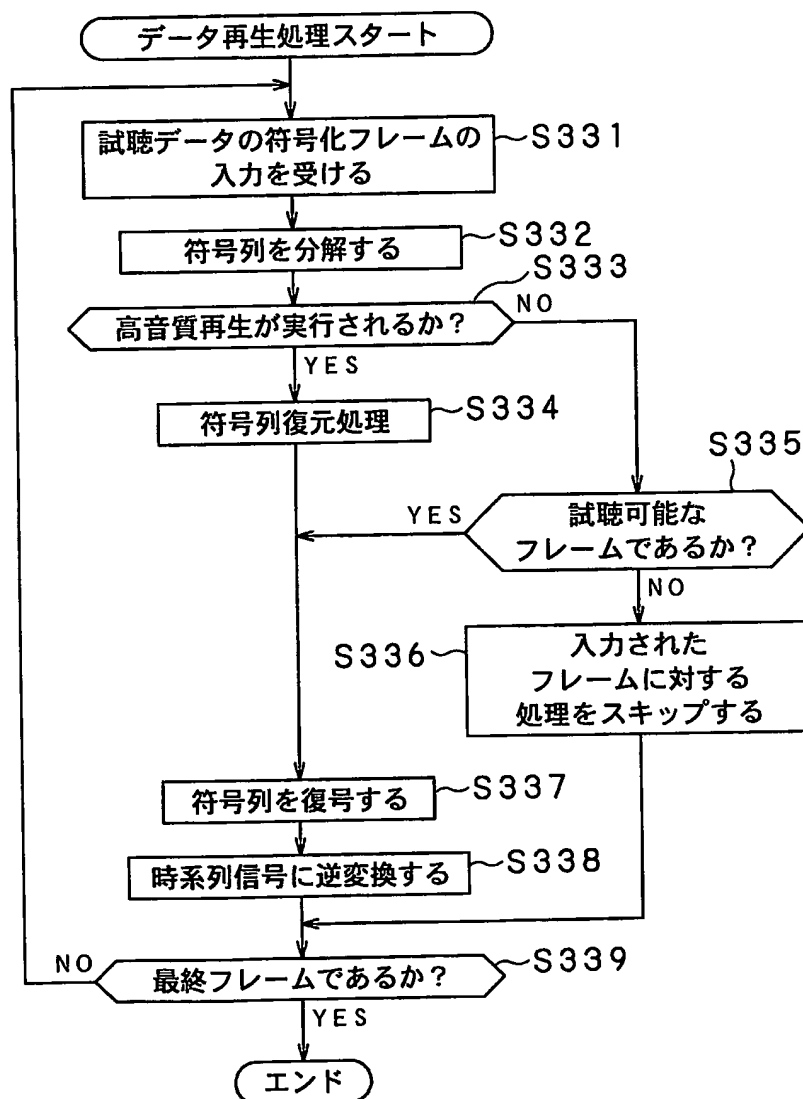 データ再生処理スタート
試聴データの符号化フレームの
入力を受ける
S331
符号列を分解する
S332
S333
高音質再生が実行されるか？
NO
YES
符号列復元処理
S334
S335
試聴可能な
フレームであるか？
YES
NO
S336
入力された
フレームに対する
処理をスキップする
符号列を復号する
S337
時系列信号に逆変換する
S338
NO
最終フレームであるか？
S339
YES
エンド